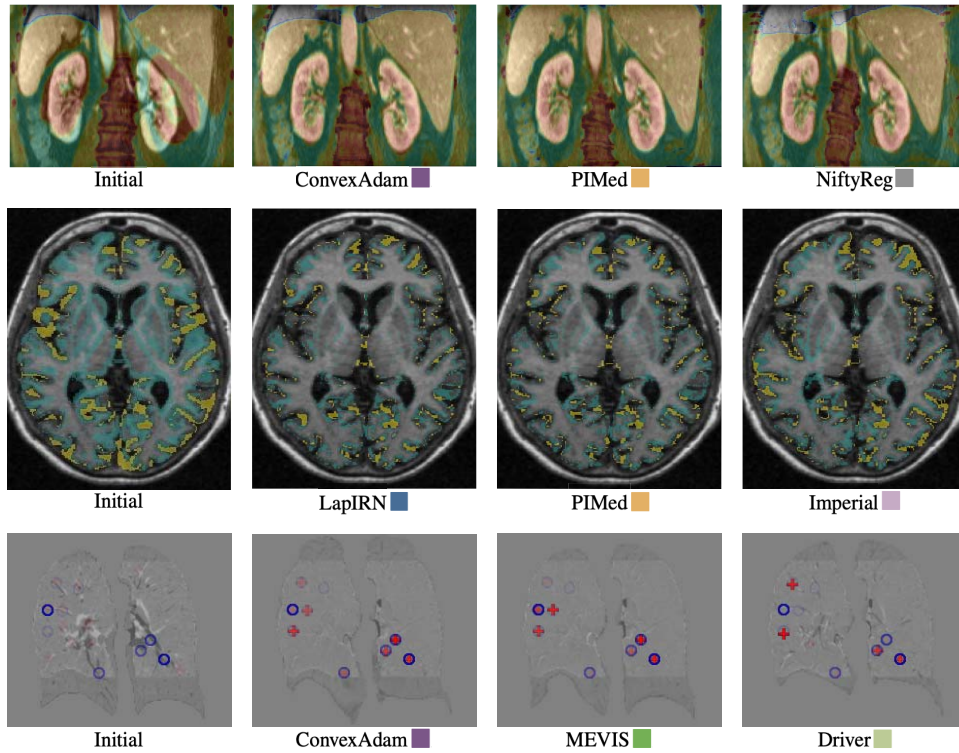 Initial ConvexAdam PIMed NiftyReg
Initial LapIRN PIMed Imperial
Initial ConvexAdam MEVIS Driver